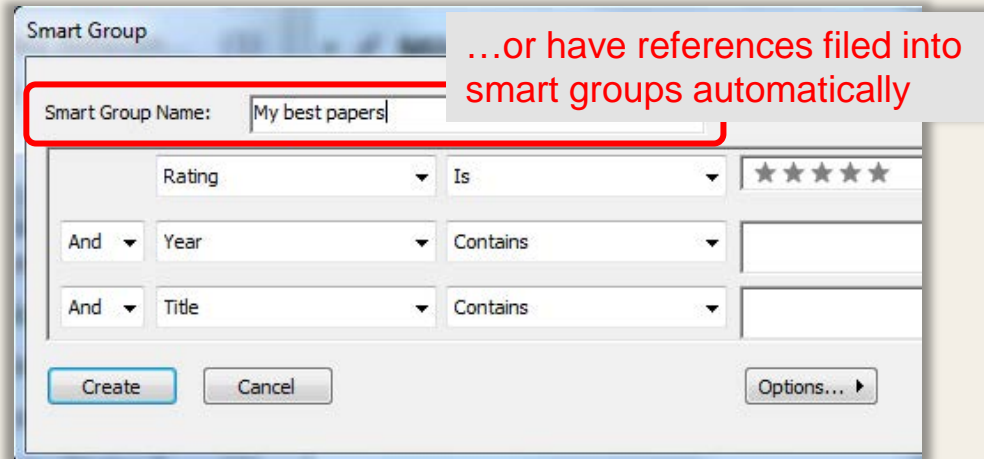 Smart Group
…or have references filed into
smart groups automatically
Smart Group Name: My best papers
Rating Is ★★★★★
And Year Contains
And Title Contains
Create Cancel Options...